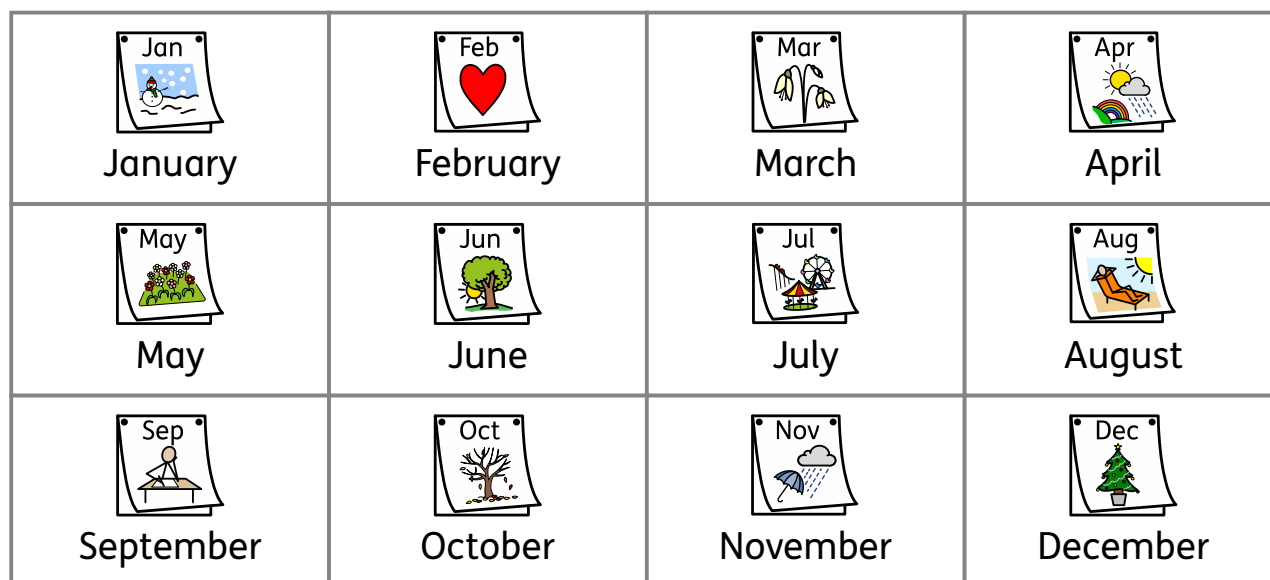 Jan
January
Feb
February
Mar
March
Apr
April
May
May
Jun
June
Jul
July
Aug
August
Sep
September
Oct
October
Nov
November
Dec
December